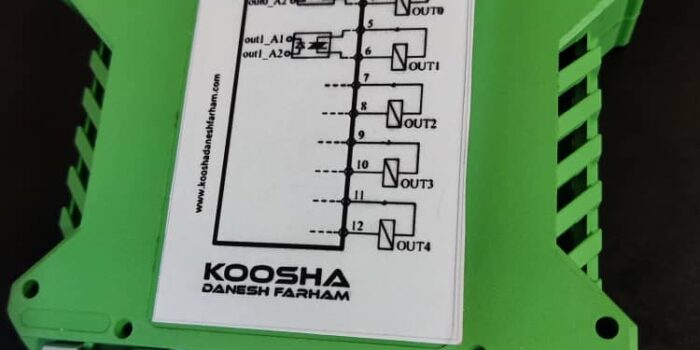 out0_A2
OUT0
5
out1_A1
out1_A2
6
OUT1
7
8
OUT2
9
10
OUT3
11
12
OUT4
www.kooshadaneshfarham.com
KOOSHA
DANESH FARHAM